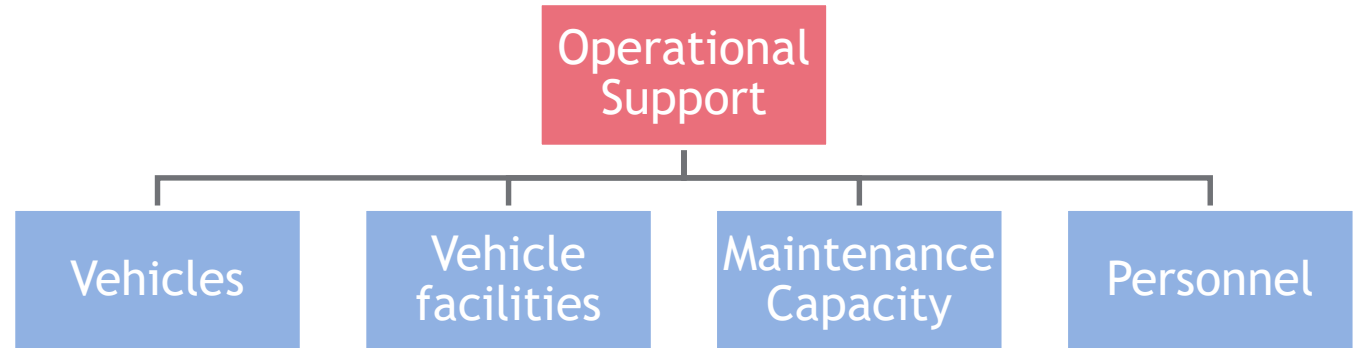 Operational
Support
Vehicles
Vehicle
facilities
Maintenance
Capacity
Personnel